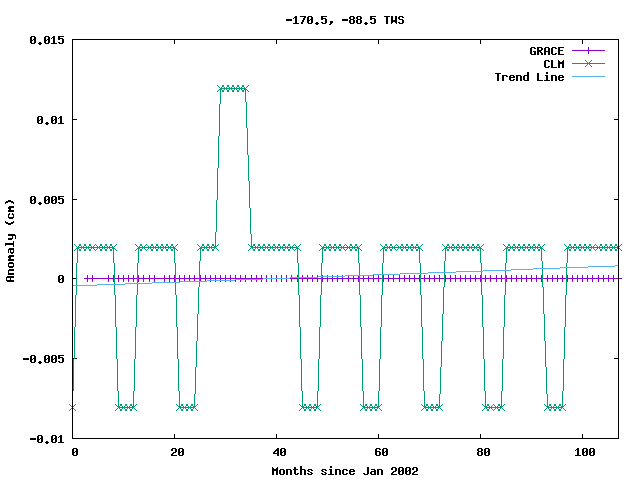 -170.5, -88.5 TWS
0.015
GRACE
CLM
Trend Line
0.01
0.005
0
-0.005
-0.01
Anomaly (cm)
0 20 40 60 80 100
Months since Jan 2002